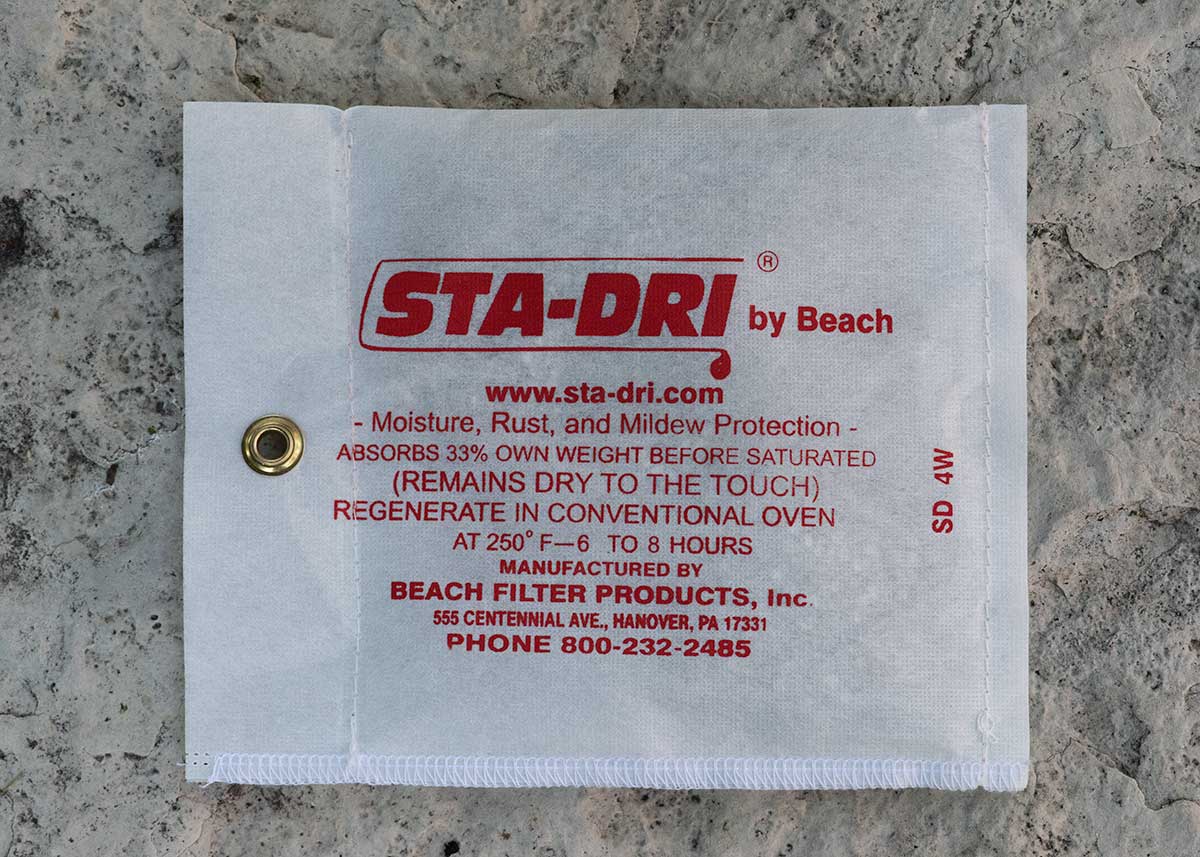 STA-DRI ® by Beach
www.sta-dri.com
- Moisture, Rust, and Mildew Protection -
ABSORBS 33% OWN WEIGHT BEFORE SATURATED
(REMAINS DRY TO THE TOUCH)
REGENERATE IN CONVENTIONAL OVEN
AT 250° F—6 TO 8 HOURS
MANUFACTURED BY
BEACH FILTER PRODUCTS, Inc.
555 CENTENNIAL AVE., HANOVER, PA 17331
PHONE 800-232-2485
SD 4W